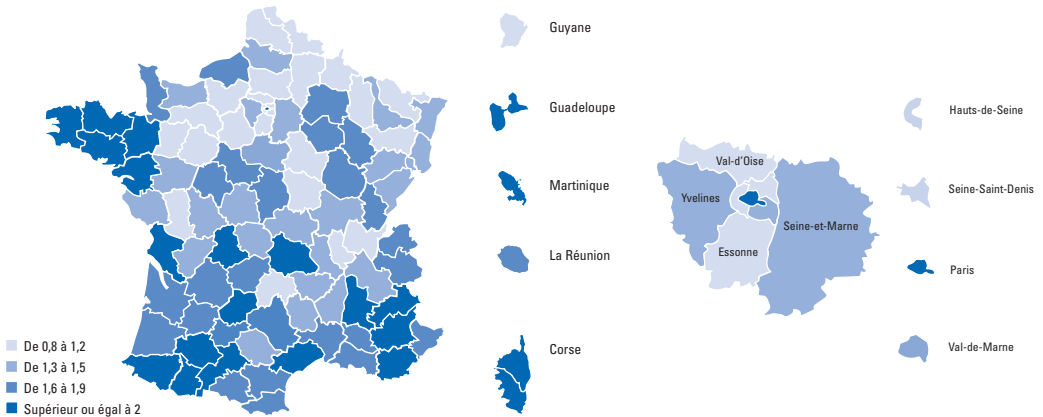 Guyane
Guadeloupe
Martinique
La Réunion
Corse
De 0,8 à 1,2
De 1,3 à 1,5
De 1,6 à 1,9
Supérieur ou égal à 2
Val-d'Oise
Yvelines
Seine-et-Marne
Essonne
Hauts-de-Seine
Seine-Saint-Denis
Paris
Val-de-Marne